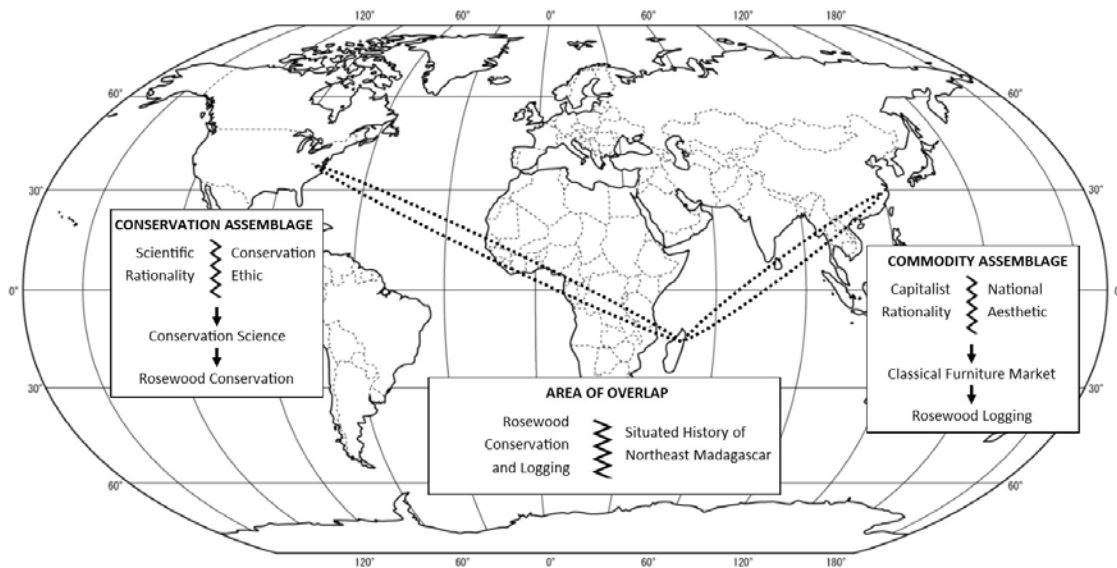 120° 60° 0° 60° 120° 180°
60° 60°
30° 30°
CONSERVATION ASSEMBLAGE
Scientific Conservation
Rationality Ethic
Conservation Science
Rosewood Conservation
COMMODITY ASSEMBLAGE
Capitalist National
Rationality Aesthetic
Classical Furniture Market
Rosewood Logging
0° 0°
AREA OF OVERLAP
Rosewood
Conservation
and Logging
Situated History of
Northeast Madagascar
30° 30°
60° 60°
120° 60° 0° 60° 120°